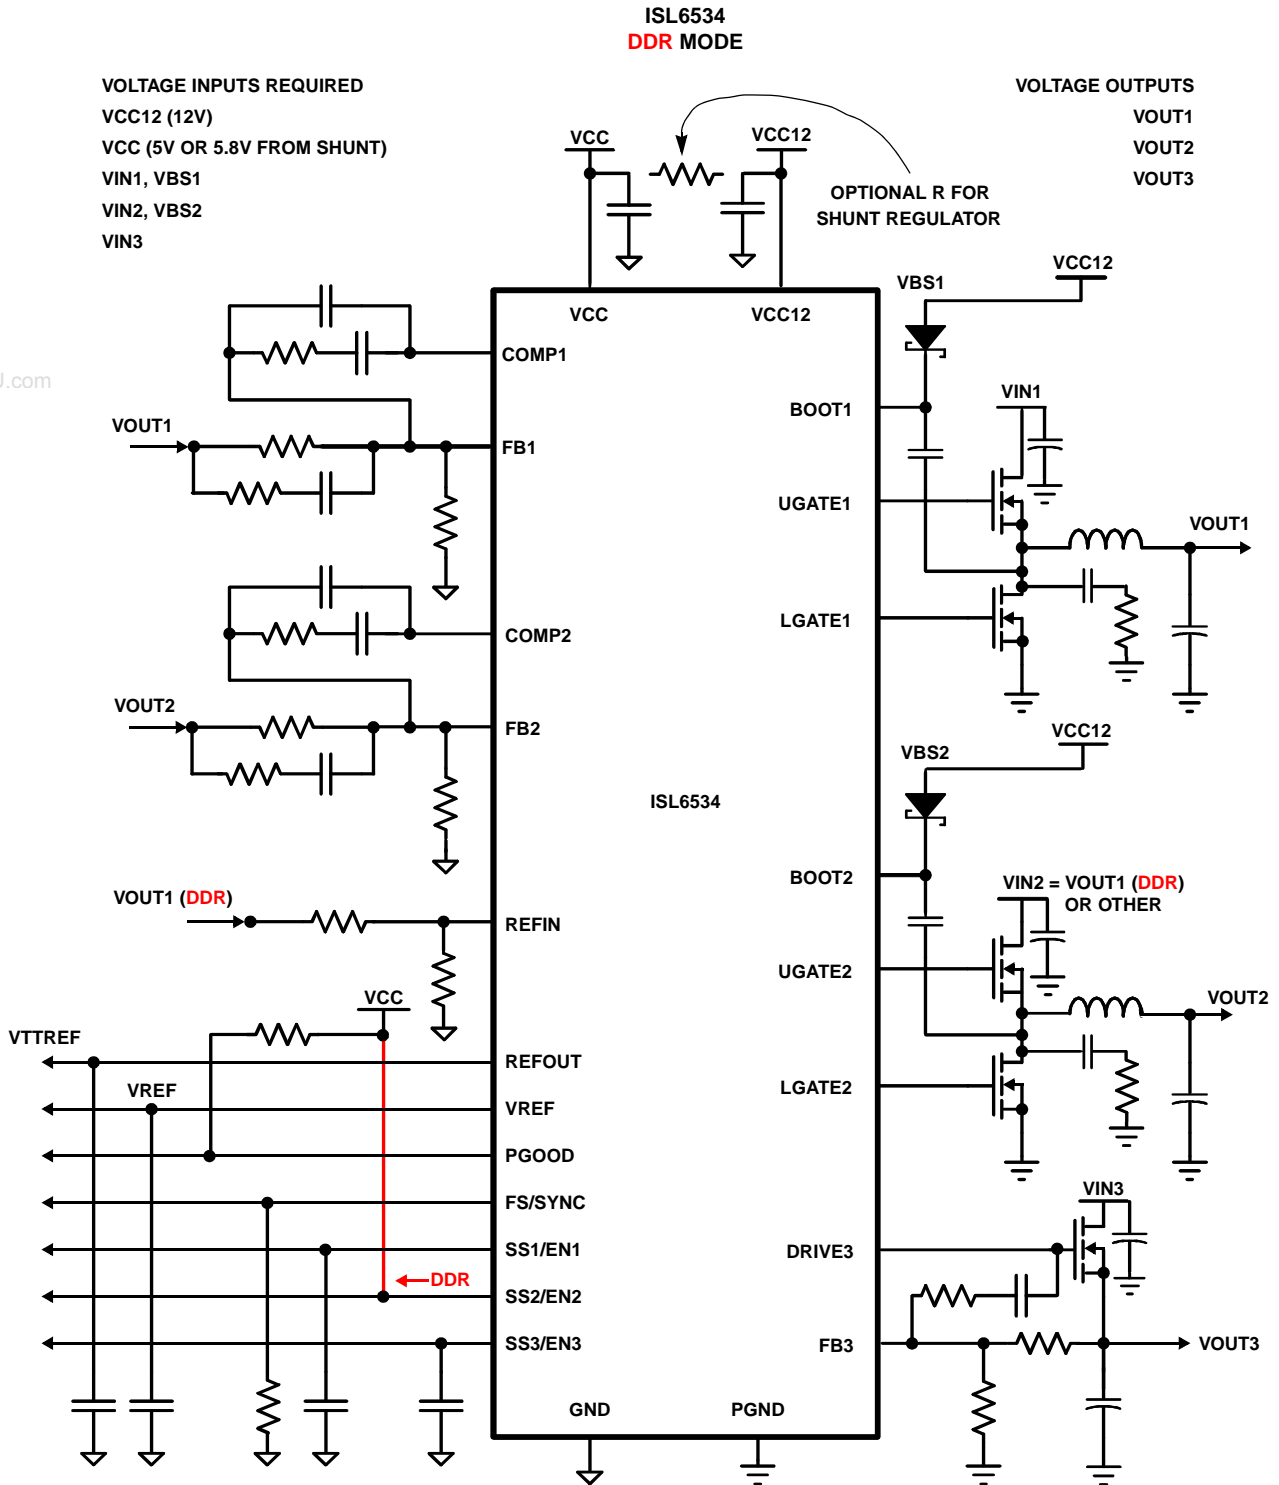 ISL6534
DDR MODE
VOLTAGE INPUTS REQUIRED
VCC12 (12V)
VCC (5V OR 5.8V FROM SHUNT)
VIN1, VBS1
VIN2, VBS2
VIN3
VOLTAGE OUTPUTS
VOUT1
VOUT2
VOUT3
VCC
VCC12
OPTIONAL R FOR
SHUNT REGULATOR
VCC
VCC12
VBS1
VCC12
COMP1
BOOT1
VIN1
J.com
VOUT1
FB1
UGATE1
VOUT1
LGATE1
COMP2
VOUT2
FB2
VBS2
VCC12
ISL6534
BOOT2
VIN2 = VOUT1 (DDR)
OR OTHER
VOUT1 (DDR)
REFIN
UGATE2
VOUT2
VCC
VTTREF
REFOUT
LGATE2
VREF
VREF
PGOOD
FS/SYNC
VIN3
SS1/EN1
DRIVE3
DDR
SS2/EN2
SS3/EN3
FB3
VOUT3
GND
PGND